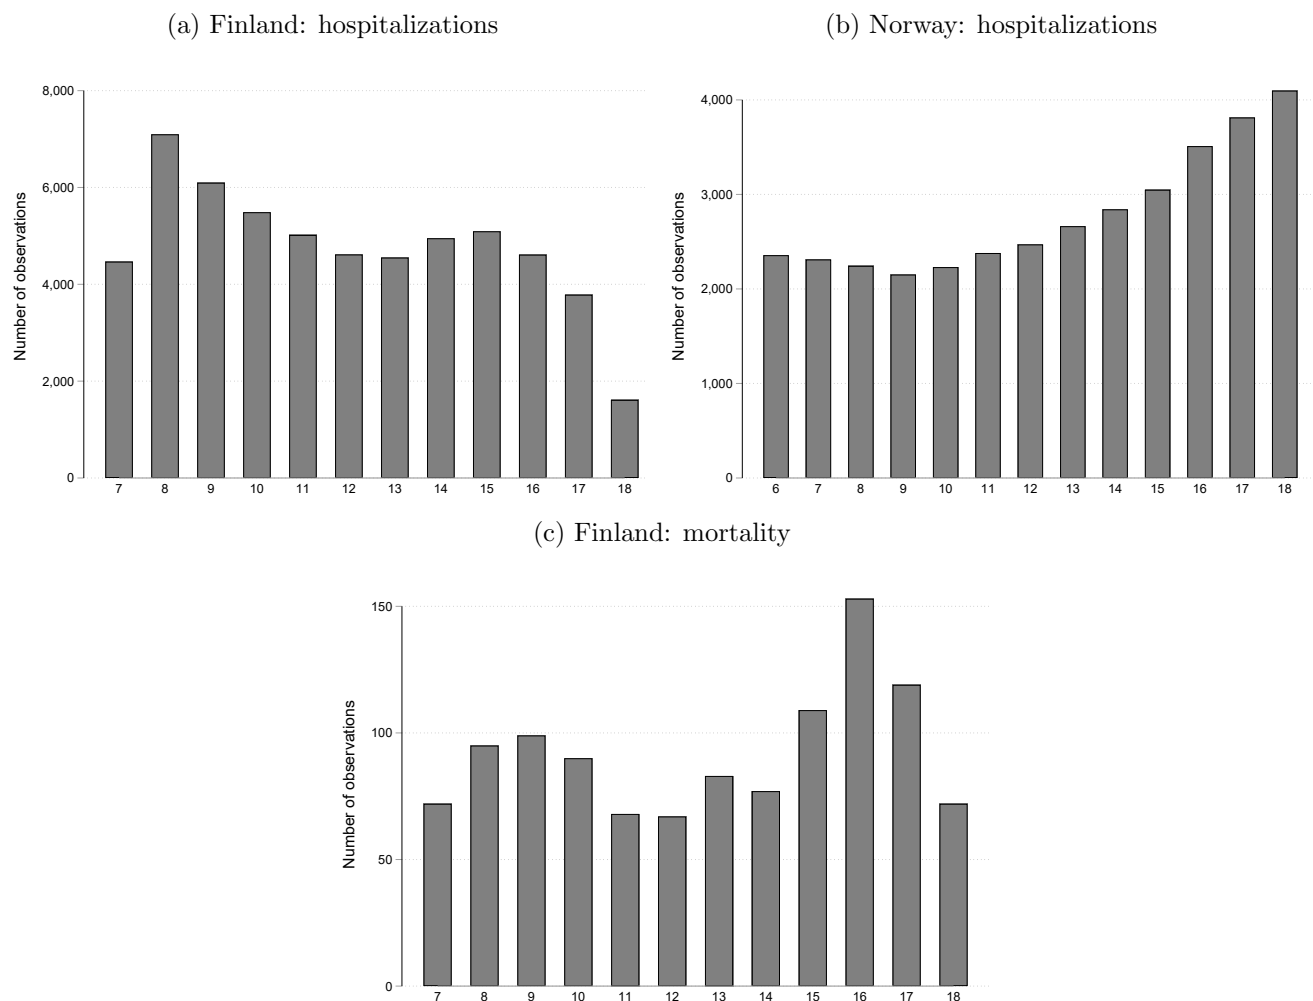 (a) Finland: hospitalizations
Number of observations
8,000
6,000
4,000
2,000
0
7 8 9 10 11 12 13 14 15 16 17 18
(b) Norway: hospitalizations
Number of observations
4,000
3,000
2,000
1,000
0
6 7 8 9 10 11 12 13 14 15 16 17 18
(c) Finland: mortality
Number of observations
150
100
50
0
7 8 9 10 11 12 13 14 15 16 17 18